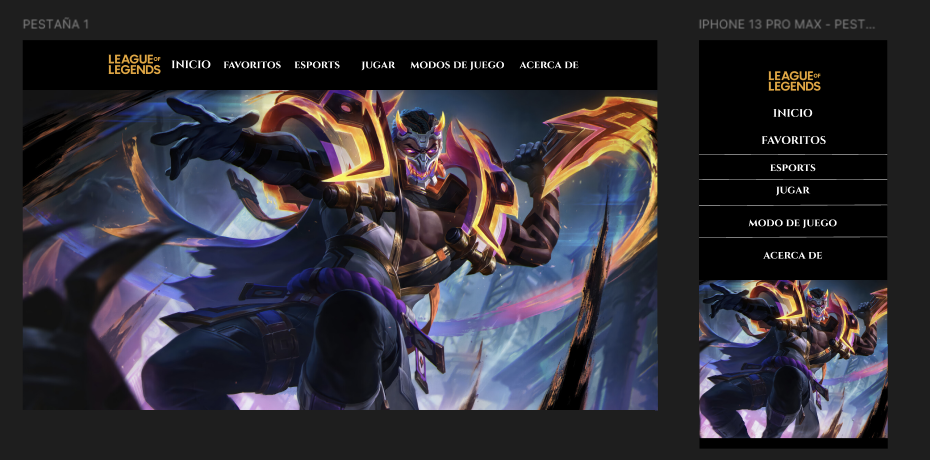 PESTAÑA 1
LEAGUE OF
LEGENDS
INICIO FAVORITOS ESPORTS JUGAR MODOS DE JUEGO ACERCA DE
IPHONE 13 PRO MAX - PEST...
LEAGUE OF
LEGENDS
INICIO
FAVORITOS
ESPORTS
JUGAR
MODO DE JUEGO
ACERCA DE